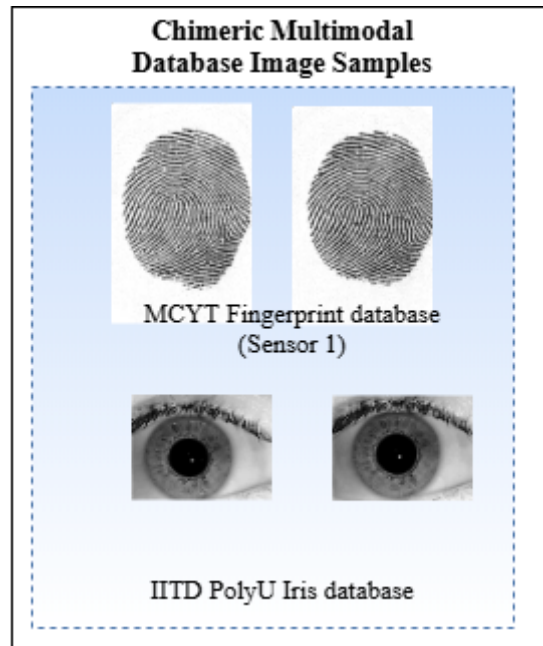 Chimeric Multimodal
Database Image Samples
MCYT Fingerprint database
(Sensor 1)
IITD PolyU Iris database